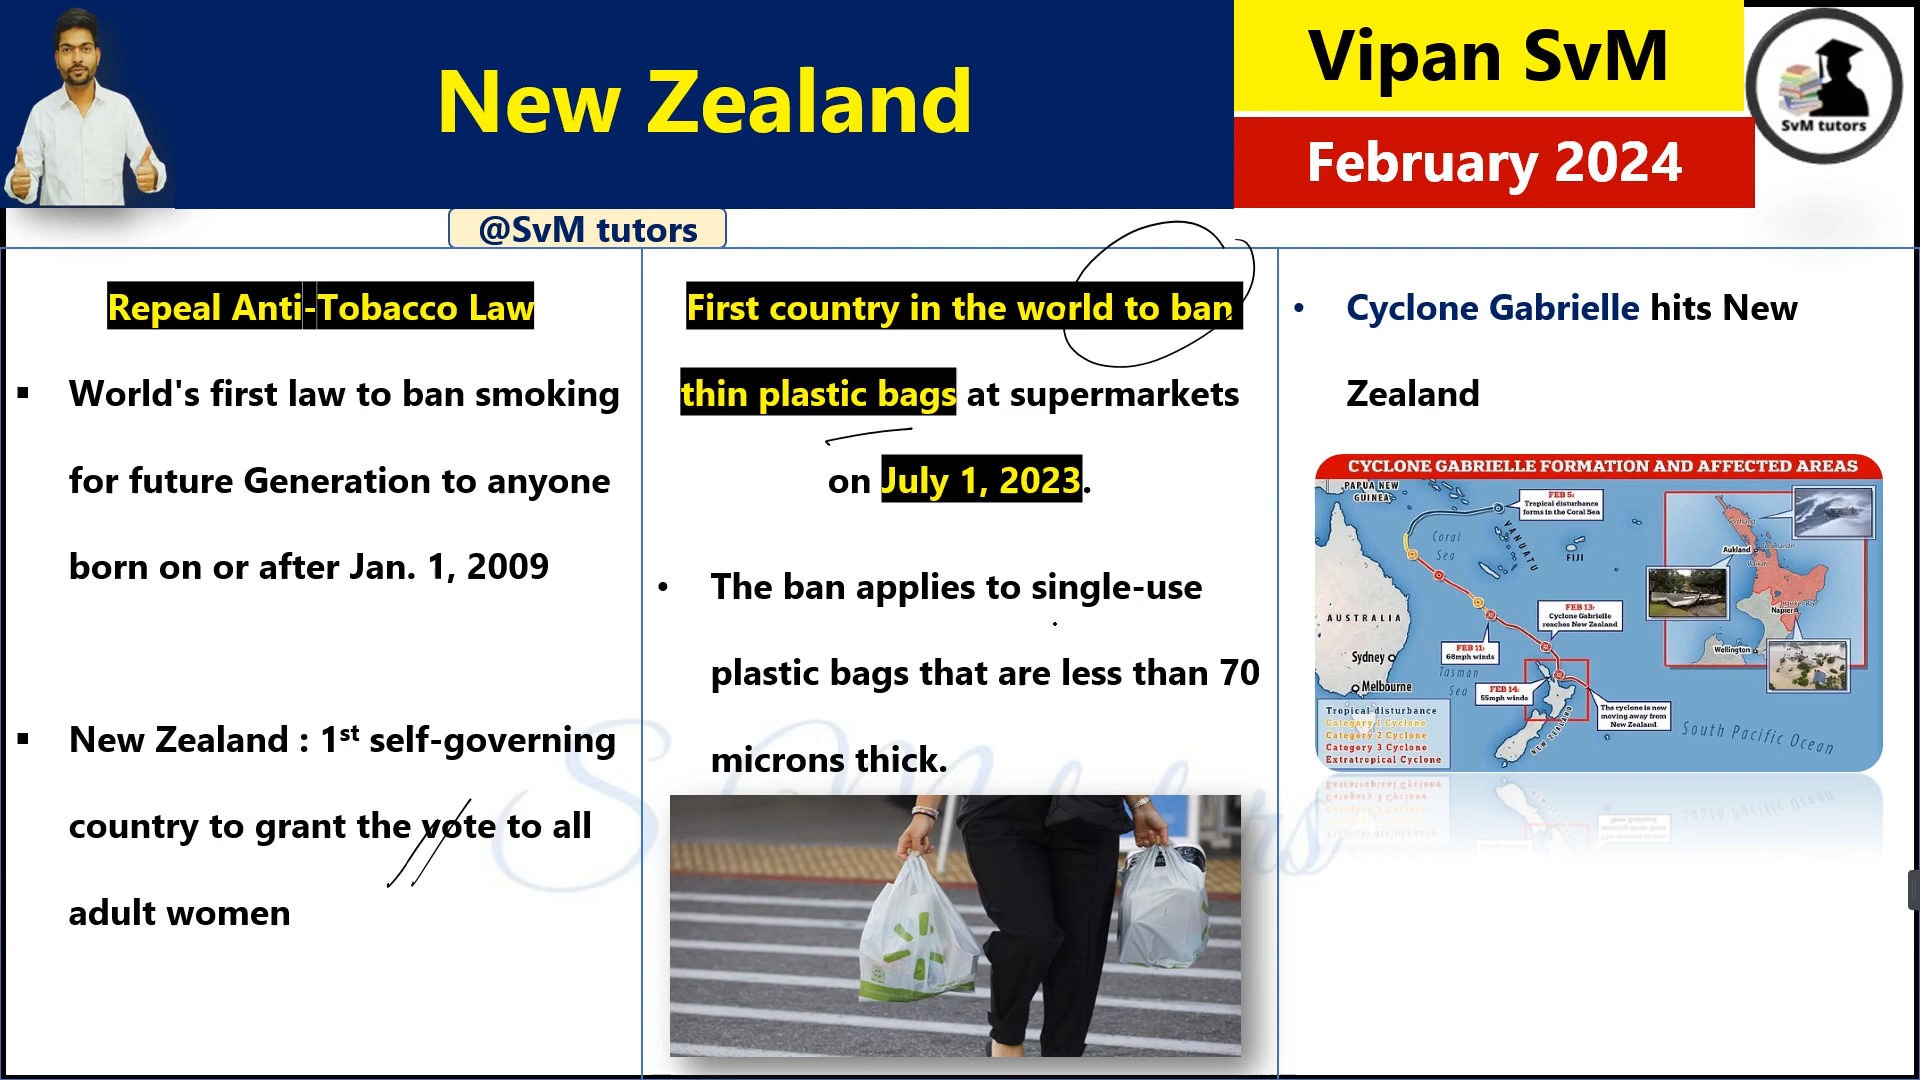 New Zealand
Vipan SvM
February 2024
SvM tutors
@SvM tutors
Repeal Anti-Tobacco Law
▪ World's first law to ban smoking
for future Generation to anyone
born on or after Jan. 1, 2009
▪ New Zealand : 1st self-governing
country to grant the vote to all
adult women
First country in the world to ban
thin plastic bags at supermarkets
on July 1, 2023.
• The ban applies to single-use
plastic bags that are less than 70
microns thick.
• Cyclone Gabrielle hits New
Zealand
CYCLONE GABRIELLE FORMATION AND AFFECTED AREAS
PAPUA NEW
GUINEA
FEB 5:
Tropical disturbance
forms in the Coral Sea
Coral
Sea
VANUATU
FIJI
Northland
Aukland
Waikato
Napier
Wellington
AUSTRALIA
Sydney
Melbourne
FEB 13:
Cyclone Gabrielle
reaches New Zealand
FEB 11:
68mph winds
Tasman
Sea
FEB 14:
55mph winds
The cyclone is now
moving away from
New Zealand
NEW ZEALAND
South Pacific Ocean
Tropical disturbance
Category 1 Cyclone
Category 2 Cyclone
Category 3 Cyclone
Extratropical Cyclone